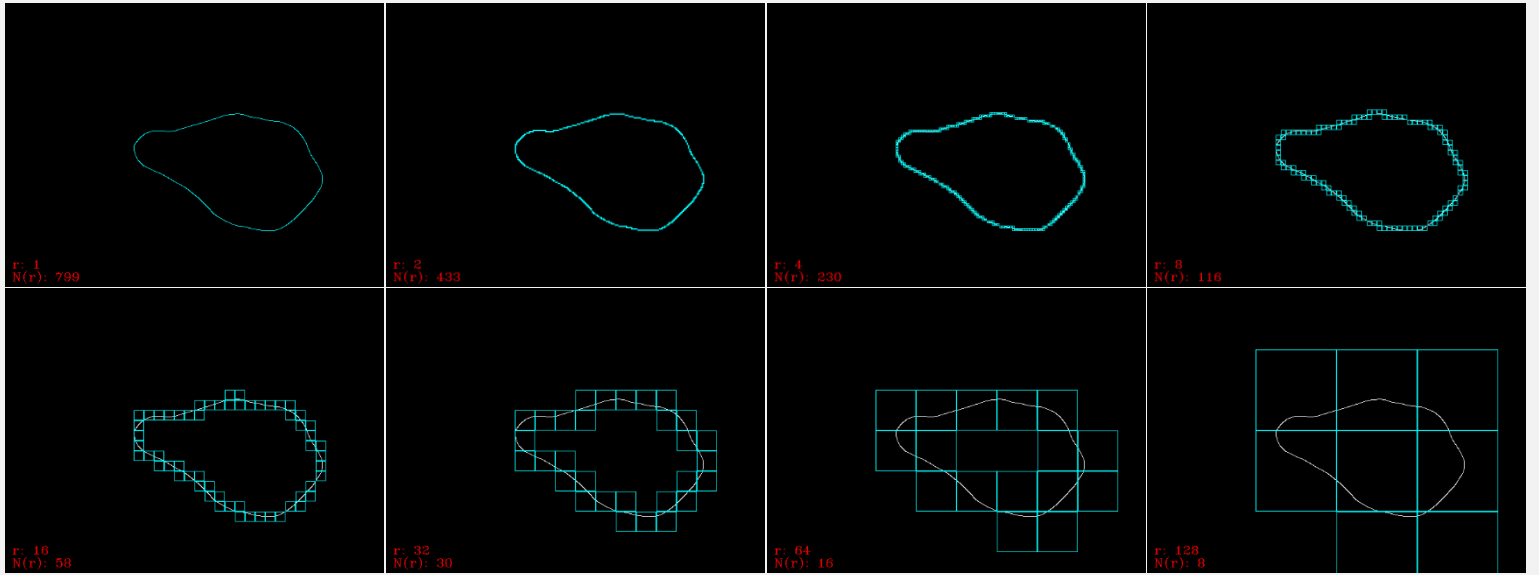 r: 1
N(r): 799
r: 2
N(r): 433
r: 4
N(r): 230
r: 8
N(r): 116
r: 16
N(r): 58
r: 32
N(r): 30
r: 64
N(r): 16
r: 128
N(r): 8